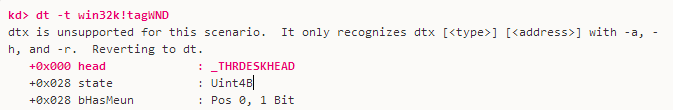 kd> dt -t win32k!tagWND
dtx is unsupported for this scenario.  It only recognizes dtx [<type>] [<address>] with -a, -
h, and -r.  Reverting to dt.
   +0x000 head             : _THRDESKHEAD
   +0x028 state            : Uint4B
   +0x028 bHasMeun         : Pos 0, 1 Bit